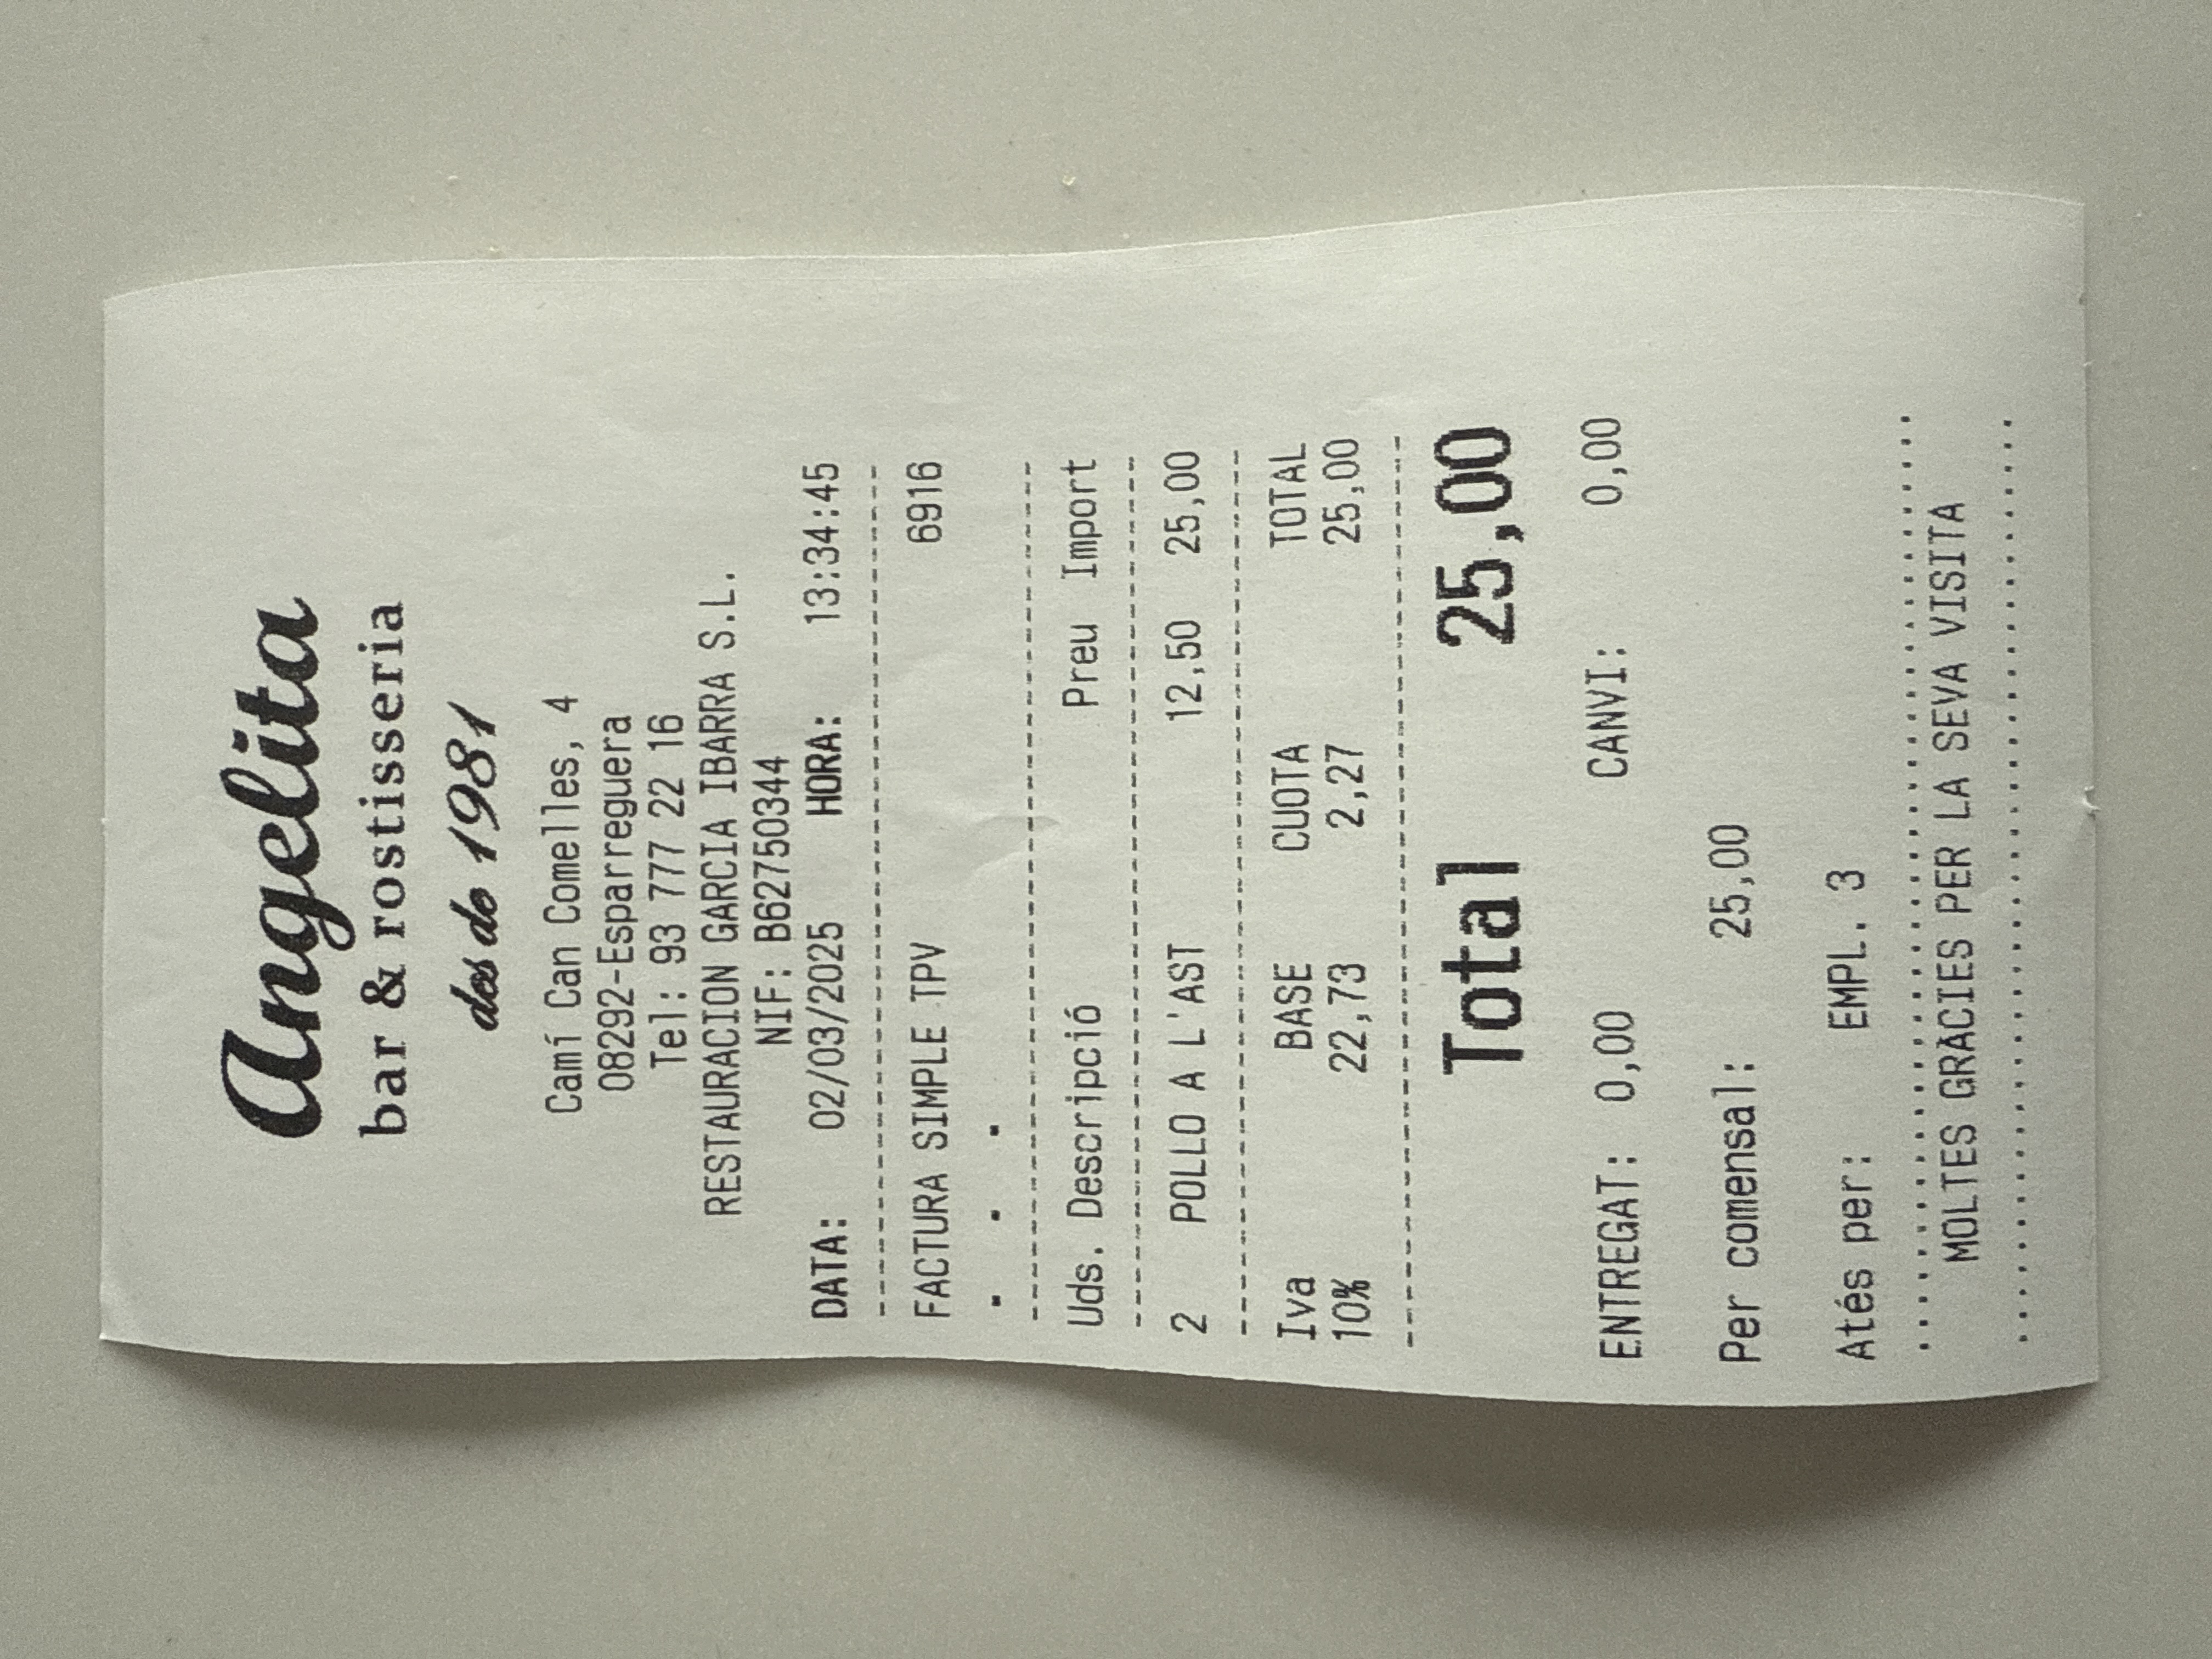 Angelita
bar & rostisseria
des de 1981
Camí Can Comelles, 4
08292-Esparreguera
Tel: 93 777 22 16
RESTAURACION GARCIA IBARRA S.L.
NIF: B62750344
DATA: 02/03/2025 HORA: 13:34:45
FACTURA SIMPLE TPV 6916
- - -
Uds. Descripció Preu Import
2 POLLO A L'AST 12,50 25,00
Iva BASE CUOTA TOTAL
10% 22,73 2,27 25,00
Total 25,00
ENTREGAT: 0,00 CANVI: 0,00
Per comensal: 25,00
Atés per: EMPL. 3
MOLTES GRÀCIES PER LA SEVA VISITA